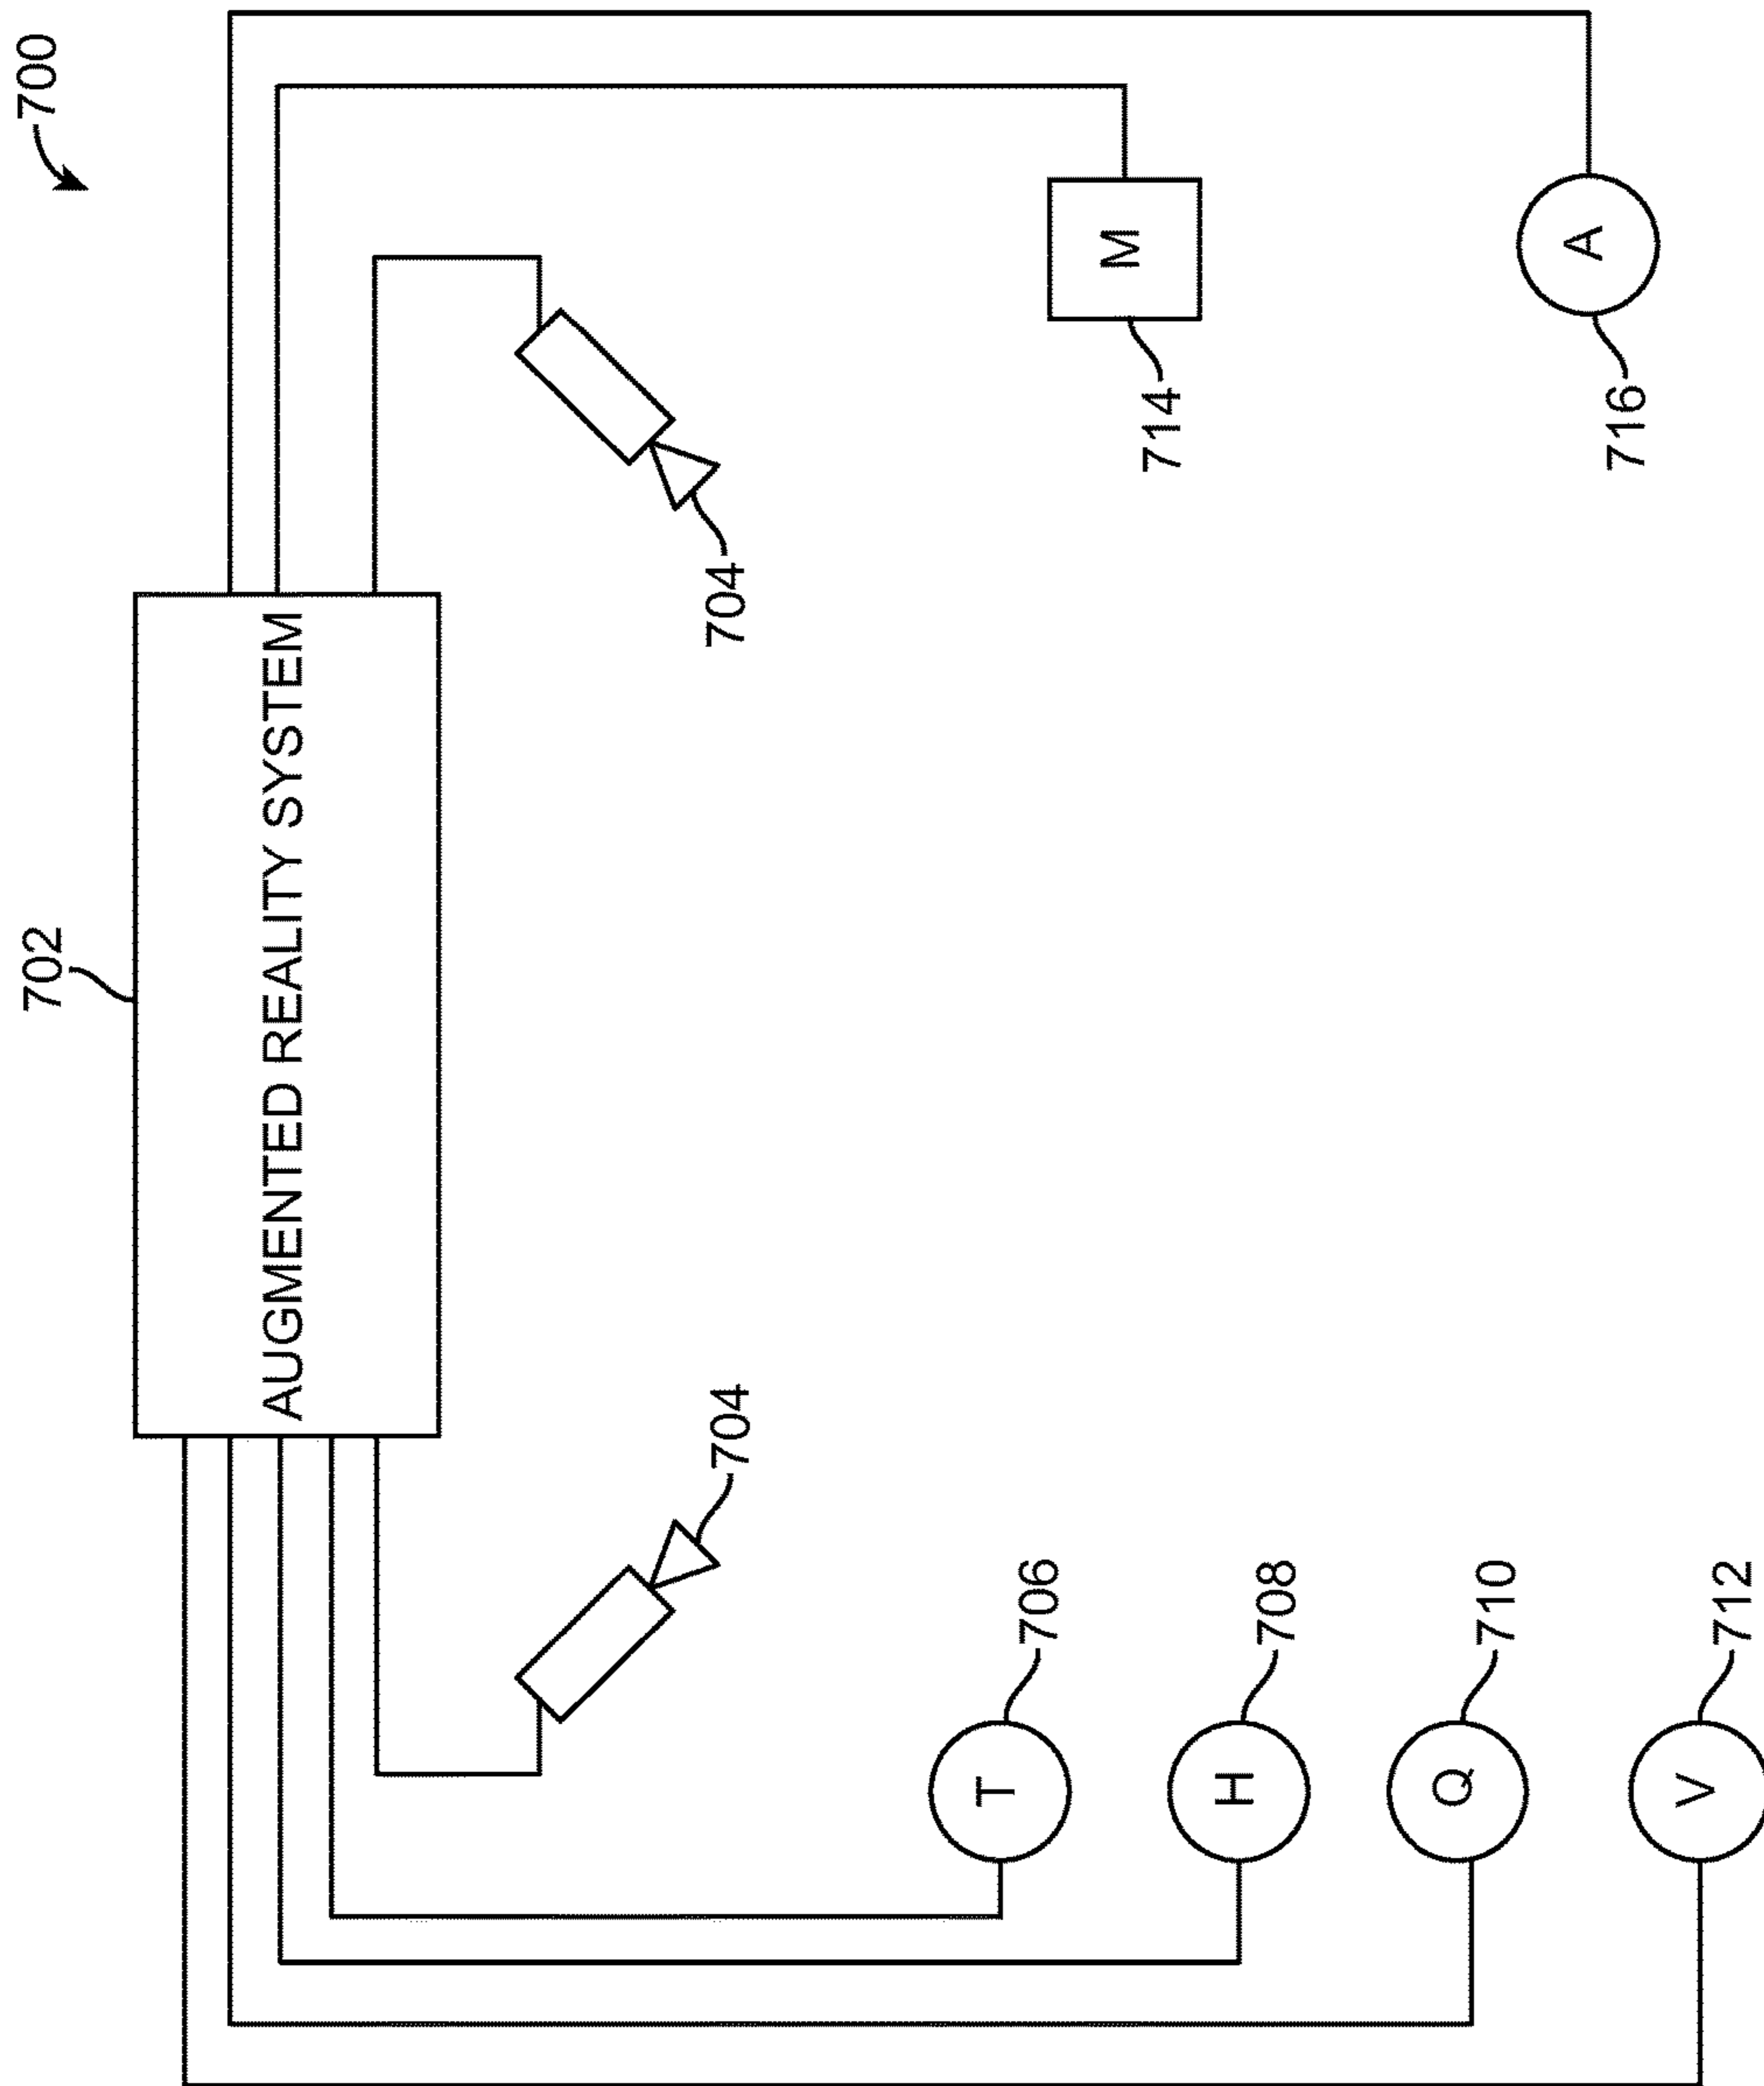 700
702
AUGMENTED REALITY SYSTEM
704
704
T
706
H
708
Q
710
V
712
M
714
A
716